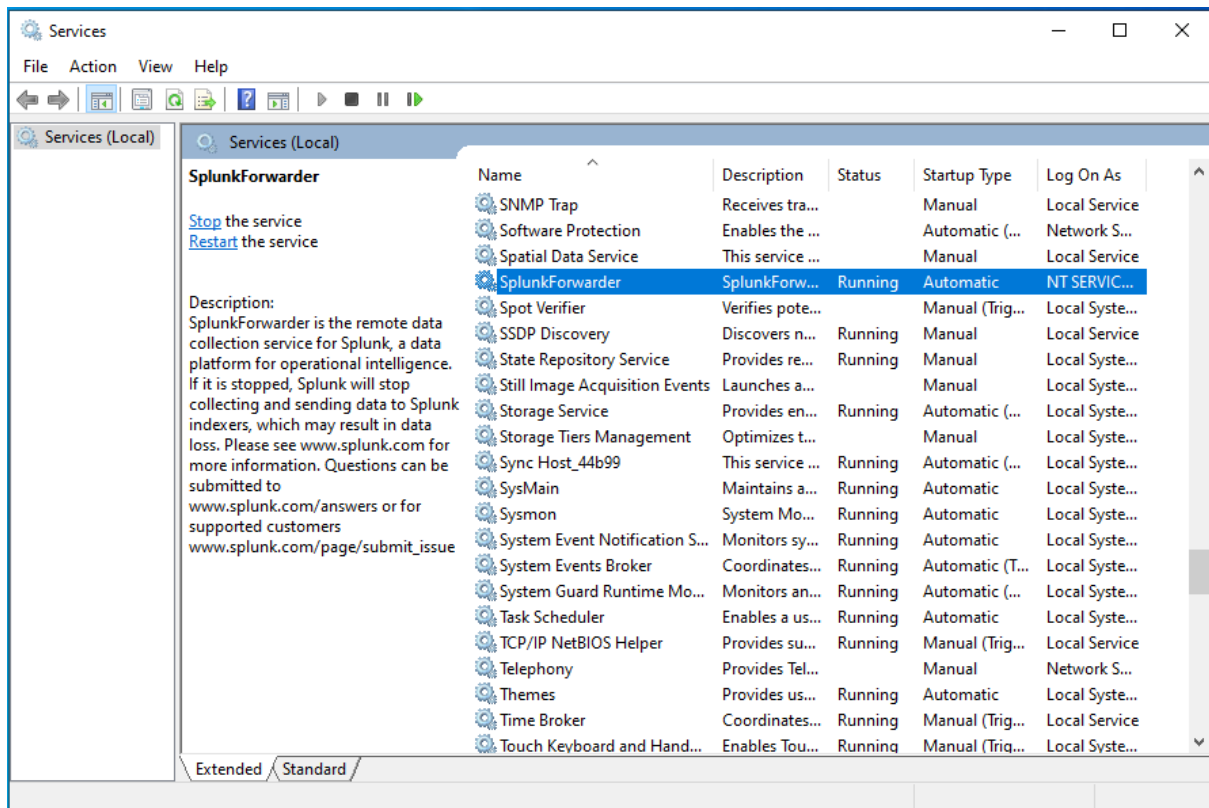 Services
File Action View Help
Services (Local)
Services (Local)
SplunkForwarder
Stop the service
Restart the service
Description:
SplunkForwarder is the remote data
collection service for Splunk, a data
platform for operational intelligence.
If it is stopped, Splunk will stop
collecting and sending data to Splunk
indexers, which may result in data
loss. Please see www.splunk.com for
more information. Questions can be
submitted to
www.splunk.com/answers or for
supported customers
www.splunk.com/page/submit_issue
Name Description Status Startup Type Log On As
SNMP Trap Receives tra... Manual Local Service
Software Protection Enables the ... Automatic (... Network S...
Spatial Data Service This service ... Manual Local Service
SplunkForwarder SplunkForw... Running Automatic NT SERVIC...
Spot Verifier Verifies pote... Manual (Trig... Local Syste...
SSDP Discovery Discovers n... Running Manual Local Service
State Repository Service Provides re... Running Manual Local Syste...
Still Image Acquisition Events Launches a... Manual Local Syste...
Storage Service Provides en... Running Automatic (... Local Syste...
Storage Tiers Management Optimizes t... Manual Local Syste...
Sync Host_44b99 This service ... Running Automatic (... Local Syste...
SysMain Maintains a... Running Automatic Local Syste...
Sysmon System Mo... Running Automatic Local Syste...
System Event Notification S... Monitors sy... Running Automatic Local Syste...
System Events Broker Coordinates... Running Automatic (T... Local Syste...
System Guard Runtime Mo... Monitors an... Running Automatic (... Local Syste...
Task Scheduler Enables a us... Running Automatic Local Syste...
TCP/IP NetBIOS Helper Provides su... Running Manual (Trig... Local Service
Telephony Provides Tel... Manual Network S...
Themes Provides us... Running Automatic Local Syste...
Time Broker Coordinates... Running Manual (Trig... Local Service
Touch Keyboard and Hand... Enables Tou... Running Manual (Trig... Local Syste...
Extended Standard